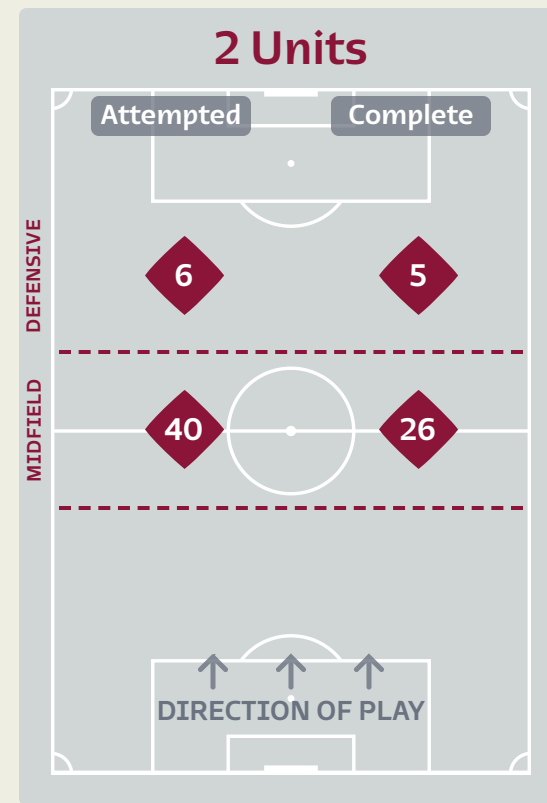 2 Units
Attempted Complete
DEFENSIVE
6 5
MIDFIELD
40 26
DIRECTION OF PLAY